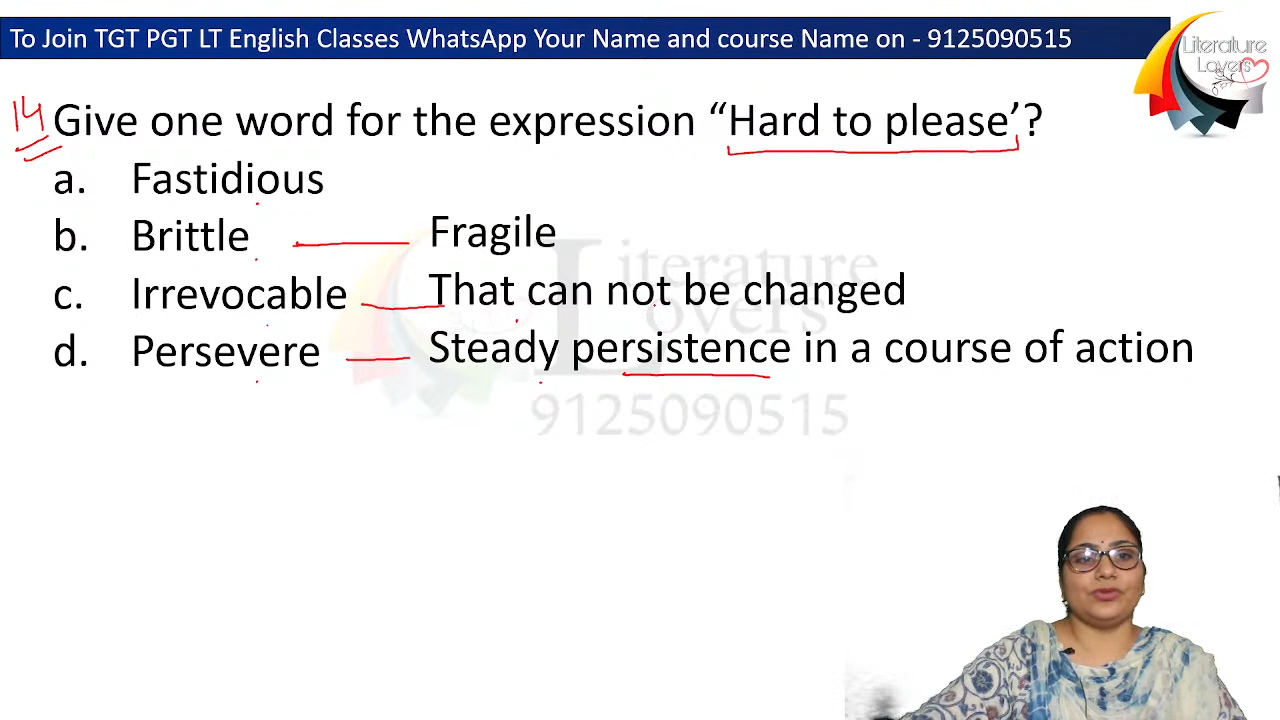 To Join TGT PGT LT English Classes WhatsApp Your Name and course Name on - 9125090515
Literature
Lovers
14 Give one word for the expression “Hard to please’?
a. Fastidious
b. Brittle Fragile
c. Irrevocable That can not be changed
d. Persevere Steady persistence in a course of action
Literature
Lovers
9125090515